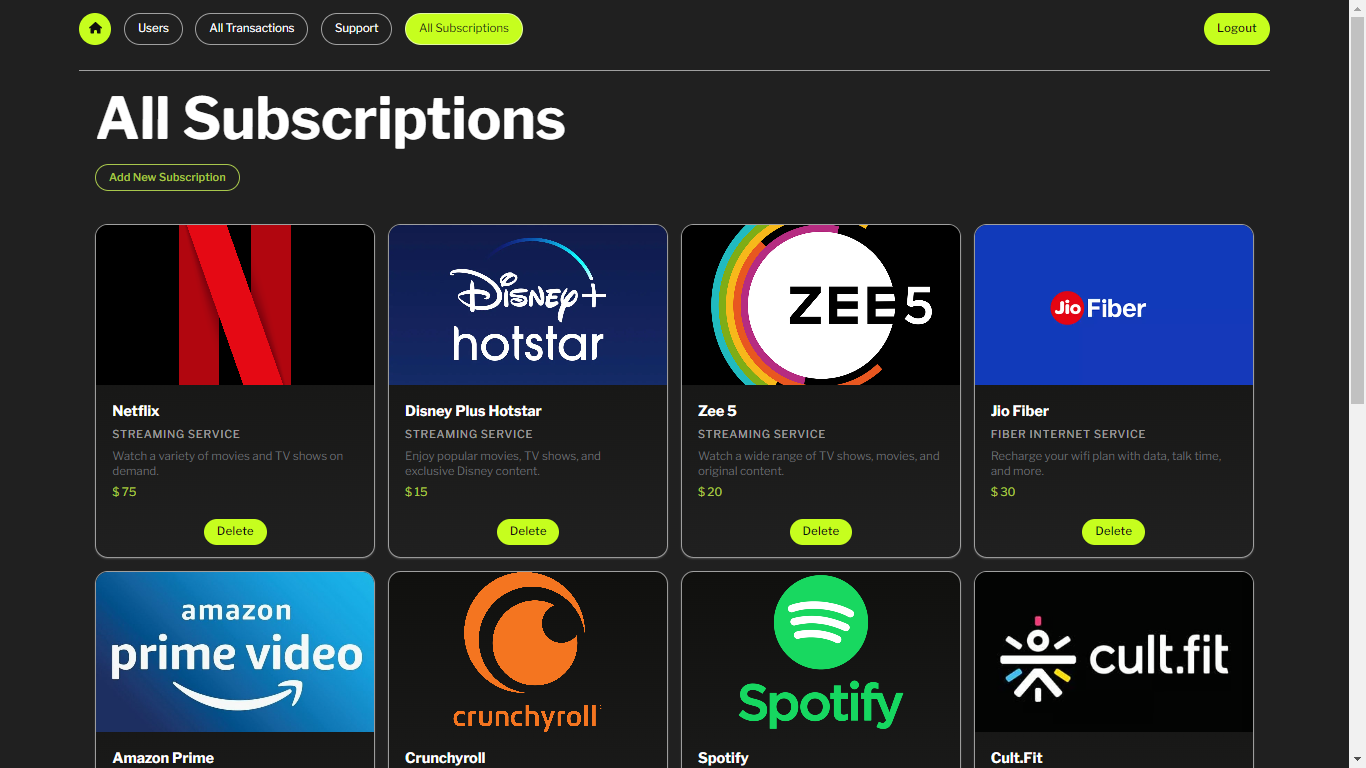 Users
All Transactions
Support
All Subscriptions
Logout
All Subscriptions
Add New Subscription
N
Disney+
hotstar
ZEE5
Jio Fiber
Netflix
STREAMING SERVICE
Watch a variety of movies and TV shows on
demand.
$ 75
Delete
Disney Plus Hotstar
STREAMING SERVICE
Enjoy popular movies, TV shows, and
exclusive Disney content.
$ 15
Delete
Zee 5
STREAMING SERVICE
Watch a wide range of TV shows, movies, and
original content.
$ 20
Delete
Jio Fiber
FIBER INTERNET SERVICE
Recharge your wifi plan with data, talk time,
and more.
$ 30
Delete
amazon
prime video
crunchyroll
Spotify
cult.fit
Amazon Prime
Crunchyroll
Spotify
Cult.Fit